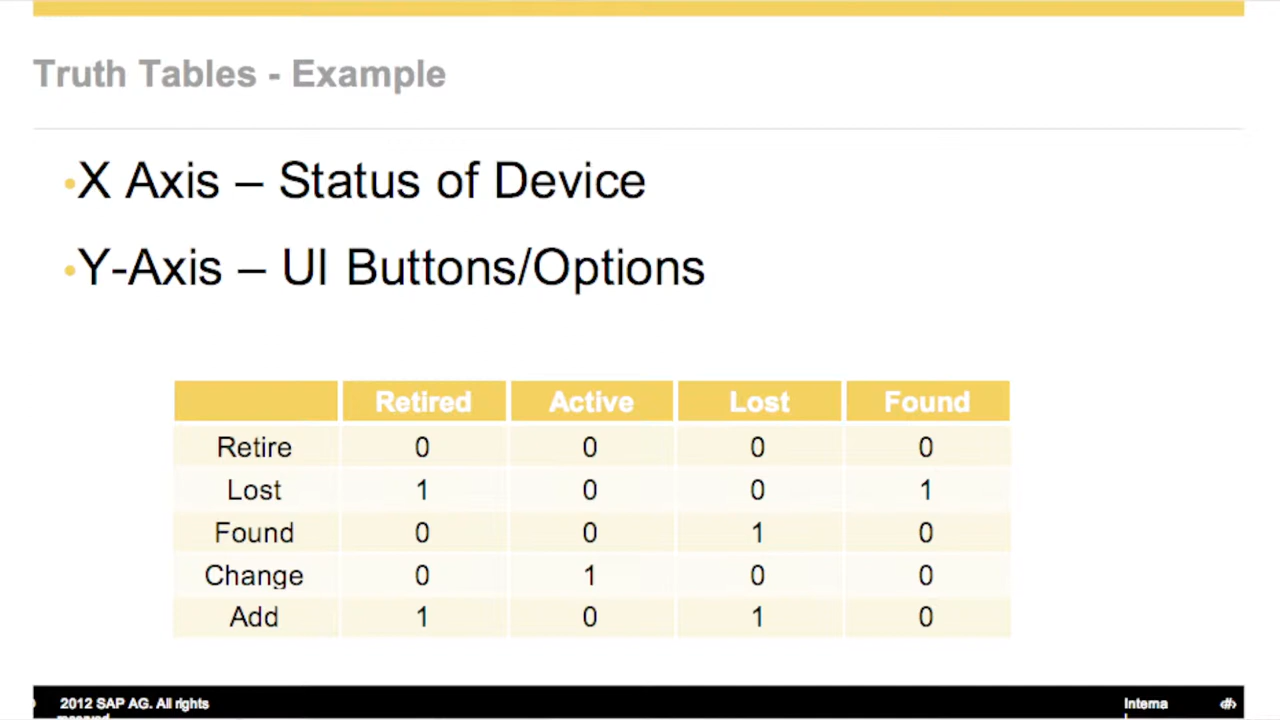 Truth Tables - Example
•X Axis – Status of Device
•Y-Axis – UI Buttons/Options
Retired Active Lost Found
Retire 0 0 0 0
Lost 1 0 0 1
Found 0 0 1 0
Change 0 1 0 0
Add 1 0 1 0
2012 SAP AG. All rights
reserved
Interna
l
‹#›